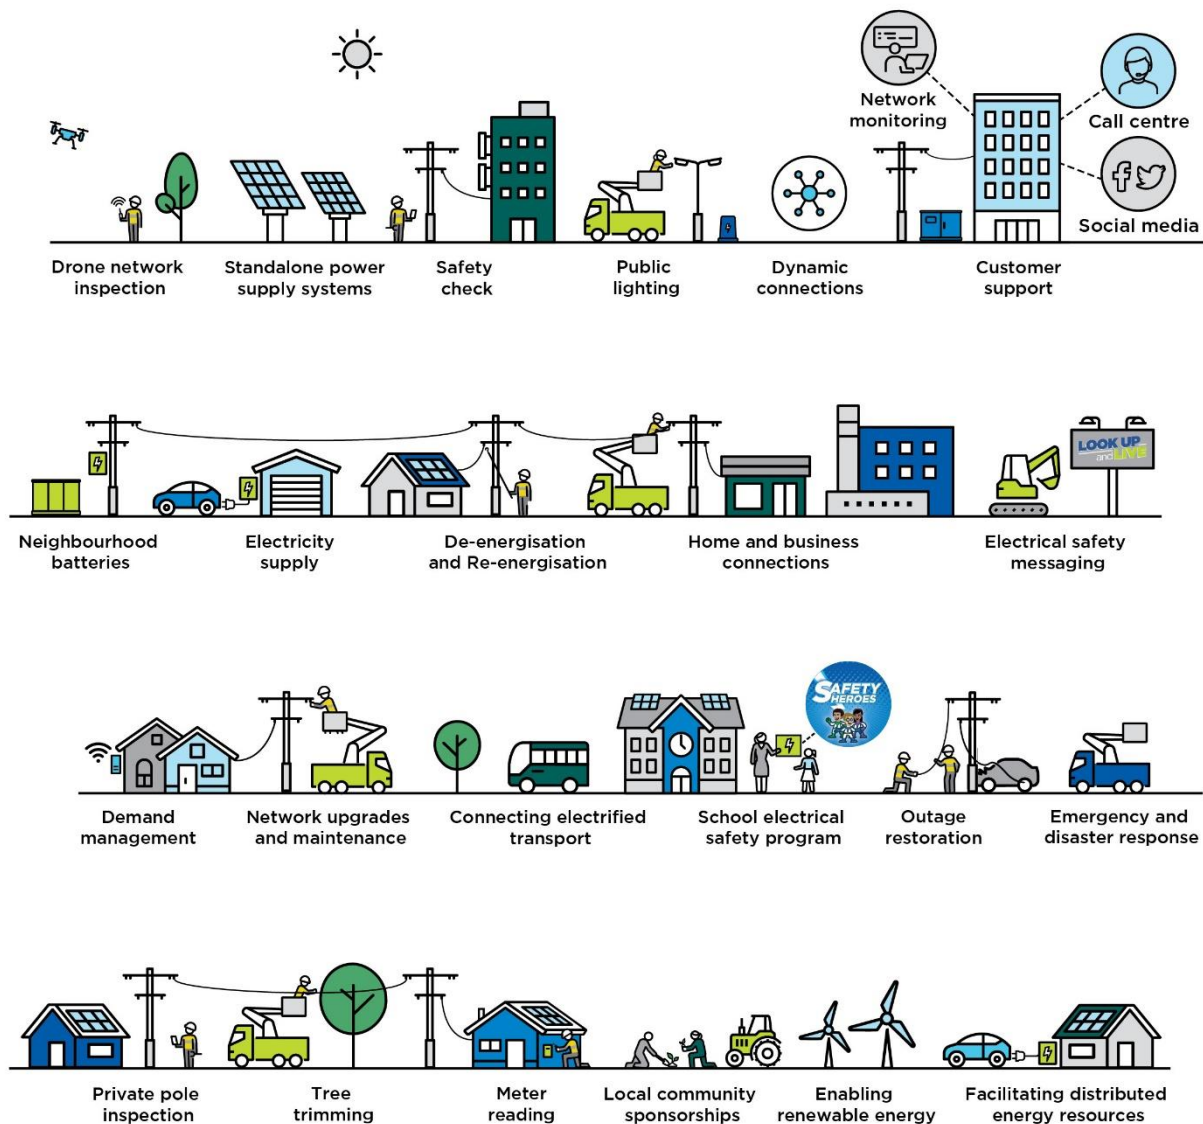 Network
monitoring
Call centre
Social media
Drone network
inspection
Standalone power
supply systems
Safety
check
Public
lighting
Dynamic
connections
Customer
support
LOOK UP
and LIVE
Neighbourhood
batteries
Electricity
supply
De-energisation
and Re-energisation
Home and business
connections
Electrical safety
messaging
SAFETY
HEROES
Demand
management
Network upgrades
and maintenance
Connecting electrified
transport
School electrical
safety program
Outage
restoration
Emergency and
disaster response
Private pole
inspection
Tree
trimming
Meter
reading
Local community
sponsorships
Enabling
renewable energy
Facilitating distributed
energy resources